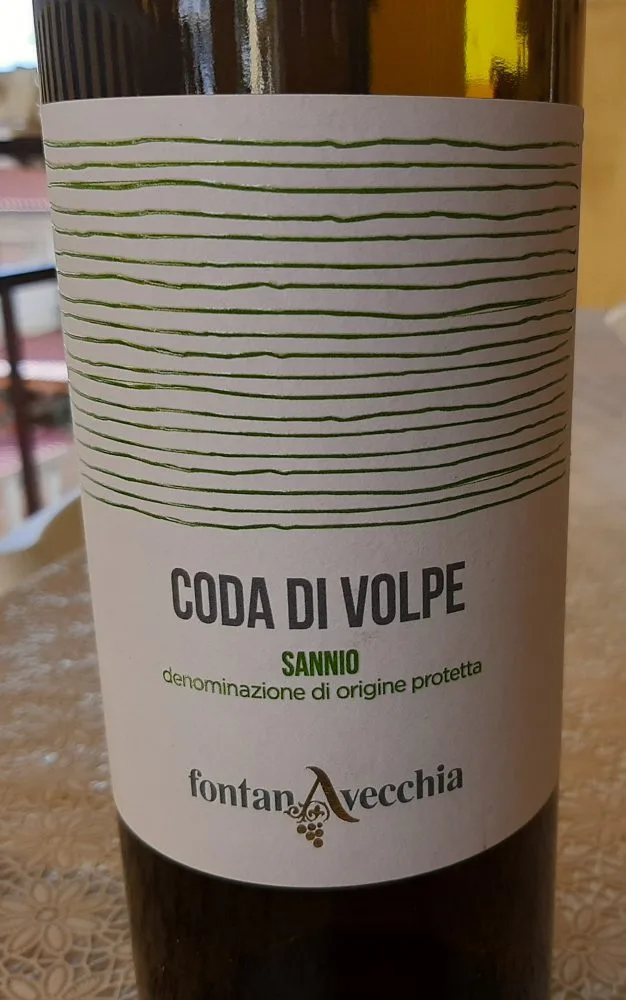 CODA DI VOLPE
SANNIO
denominazione di origine protetta
fontanAvecchia